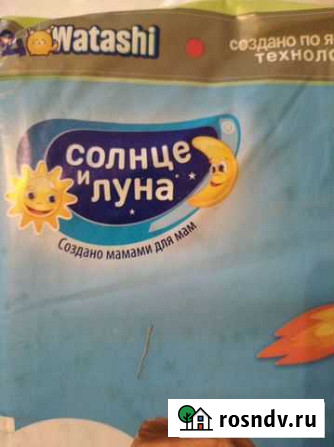 Watashi
создано по я
техноло
солнце
и
луна
Создано мамами для мам
rosndv.ru